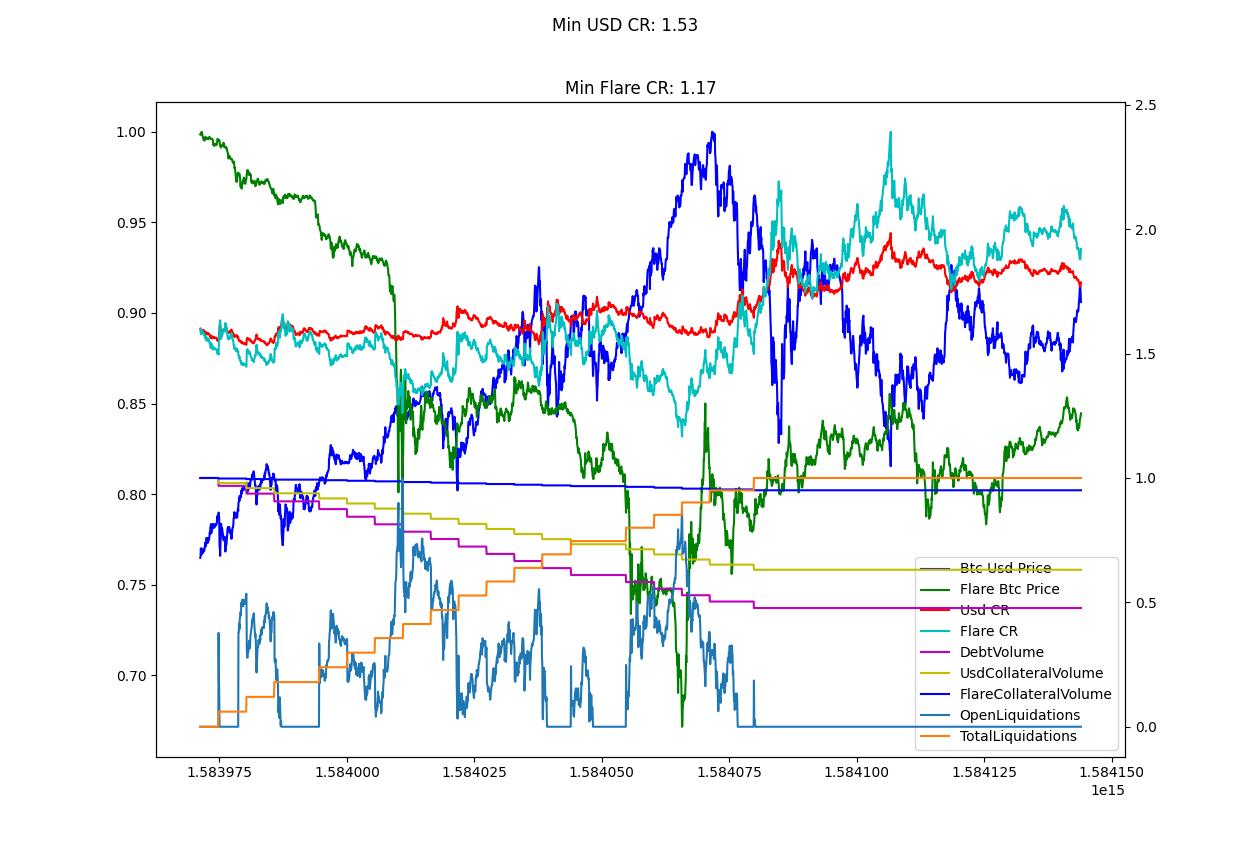 Min USD CR: 1.53
Min Flare CR: 1.17
1.00
0.95
0.90
0.85
0.80
0.75
0.70
2.5
2.0
1.5
1.0
0.5
0.0
1.583975
1.584000
1.584025
1.584050
1.584075
1.584100
1.584125
1.584150
1e15
Btc Usd Price
Flare Btc Price
Usd CR
Flare CR
DebtVolume
UsdCollateralVolume
FlareCollateralVolume
OpenLiquidations
TotalLiquidations